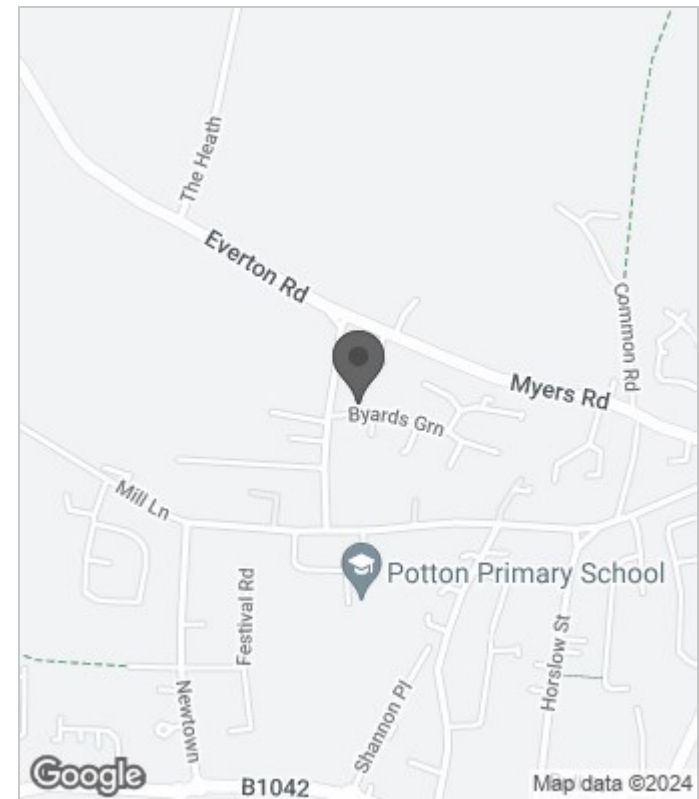 The Heath
Everton Rd
Common Rd
Myers Rd
Byards Grn
Mill Ln
Potton Primary School
Festival Rd
Horslow St
Shannon Pl
Newtown
B1042
Google
Map data ©2024